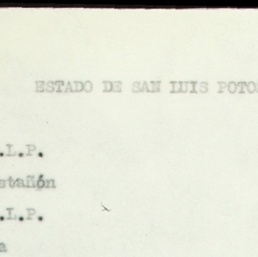 ESTADO DE SAN LUIS POTOS
.L.P.
stañón
.L.P.
a